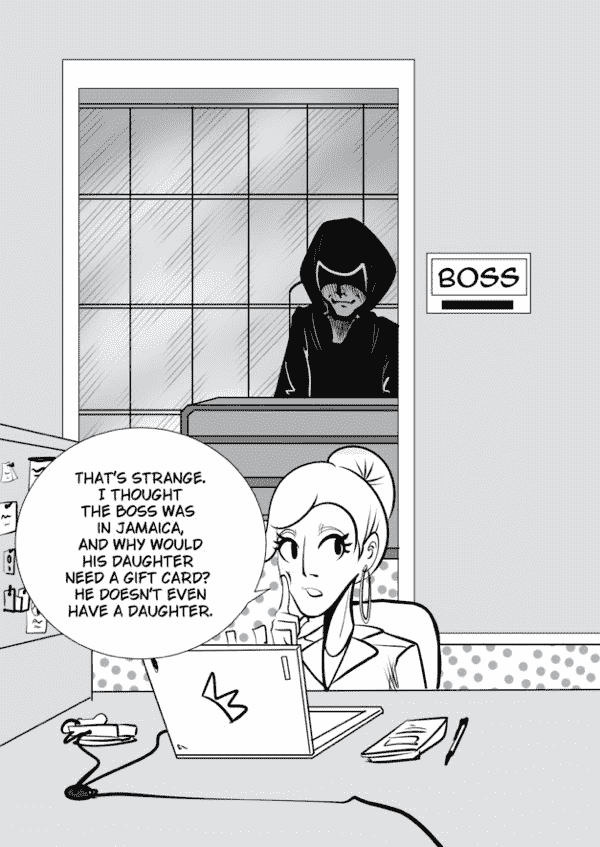 BOSS
THAT'S STRANGE.
I THOUGHT
THE BOSS WAS
IN JAMAICA,
AND WHY WOULD
HIS DAUGHTER
NEED A GIFT CARD?
HE DOESN'T EVEN
HAVE A DAUGHTER.